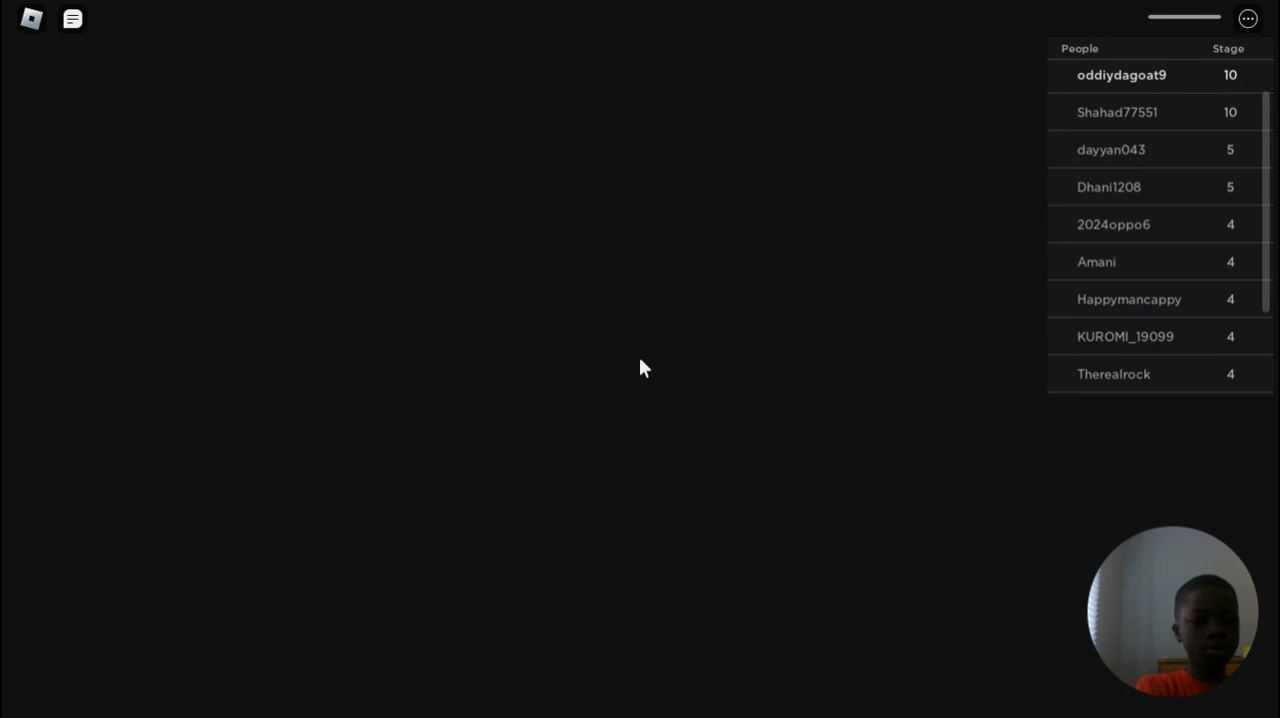 People Stage
oddiydagoat9 10
Shahad77551 10
dayyan043 5
Dhani1208 5
2024oppo6 4
Amani 4
Happymancappy 4
KUROMI_19099 4
Therealrock 4